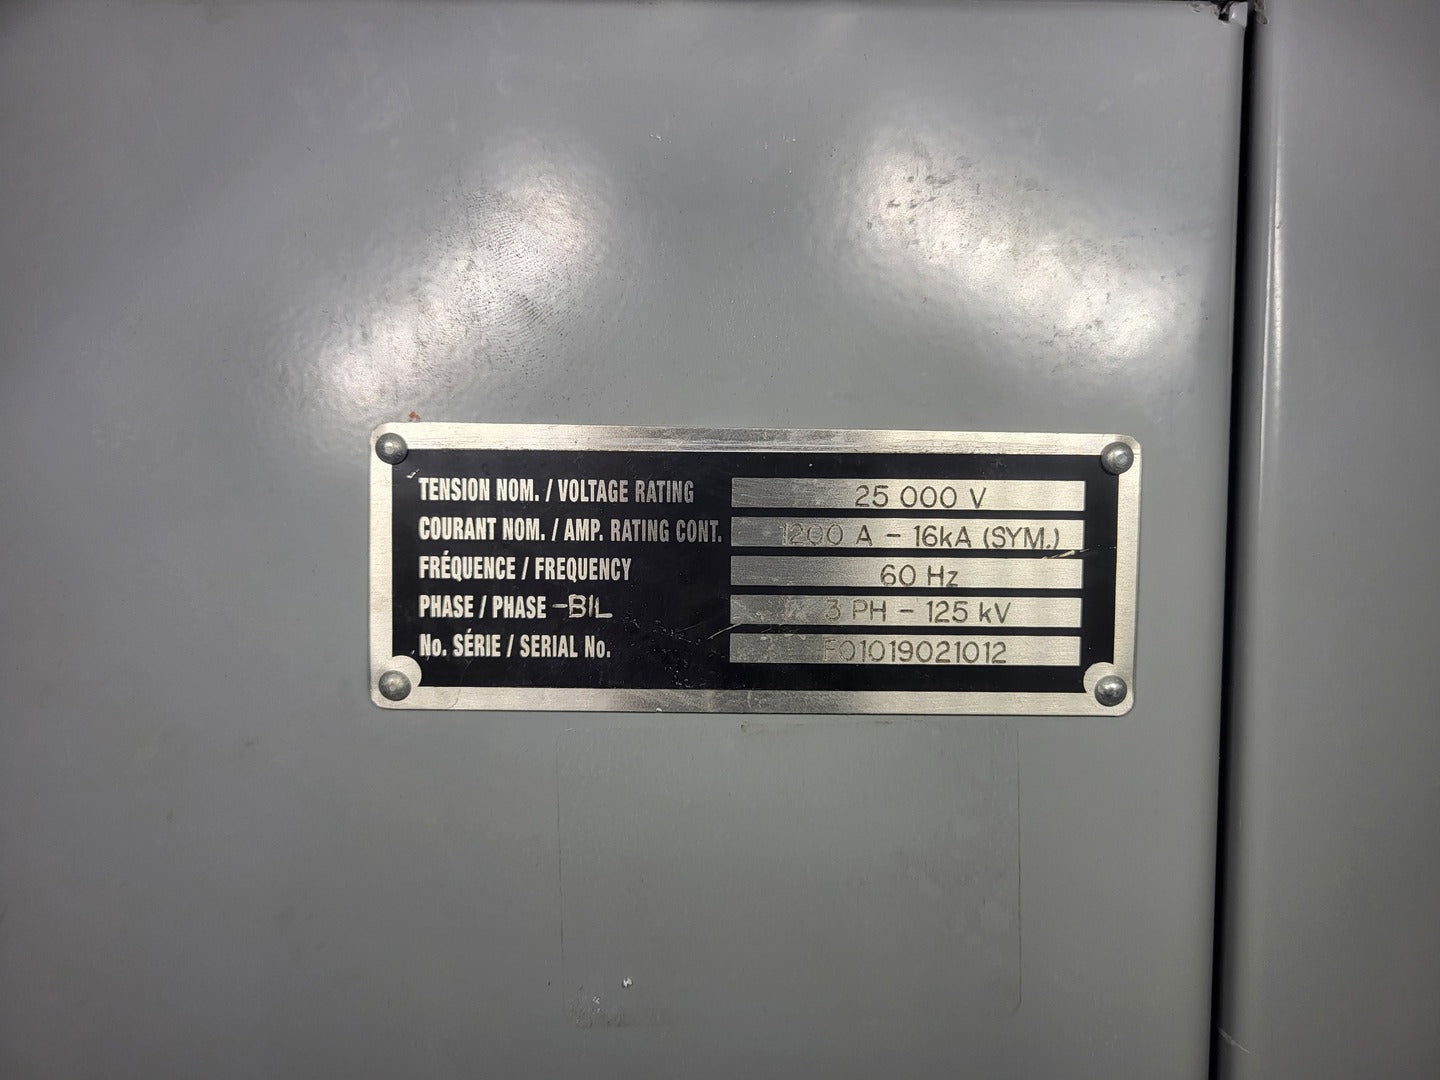 TENSION NOM. / VOLTAGE RATING 25 000 V
COURANT NOM. / AMP. RATING CONT. 1200 A - 16kA (SYM.)
FRÉQUENCE / FREQUENCY 60 Hz
PHASE / PHASE -BIL 3 PH - 125 kV
No. SÉRIE / SERIAL No. F01019021012